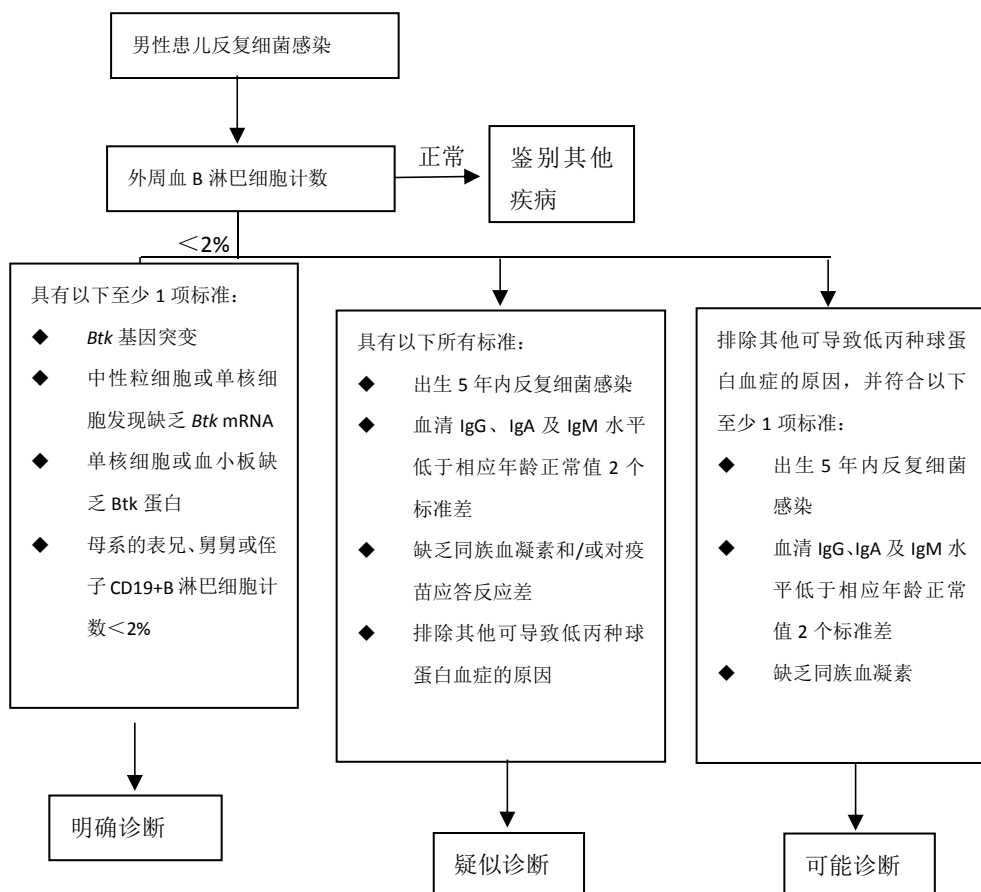 男性患儿反复细菌感染
外周血 B 淋巴细胞计数
正常
鉴别其他
疾病
＜2%
具有以下至少 1 项标准：
◆ Btk 基因突变
◆ 中性粒细胞或单核细
胞发现缺乏 Btk mRNA
◆ 单核细胞或血小板缺
乏 Btk 蛋白
◆ 母系的表兄、舅舅或侄
子 CD19+B 淋巴细胞计
数＜2%
明确诊断
具有以下所有标准：
◆ 出生 5 年内反复细菌感染
◆ 血清 IgG、IgA 及 IgM 水平
低于相应年龄正常值 2 个
标准差
◆ 缺乏同族血凝素和/或对疫
苗应答反应差
◆ 排除其他可导致低丙种球
蛋白血症的原因
疑似诊断
排除其他可导致低丙种球蛋
白血症的原因，并符合以下
至少 1 项标准：
◆ 出生 5 年内反复细菌
感染
◆ 血清 IgG、IgA 及 IgM 水
平低于相应年龄正常
值 2 个标准差
◆ 缺乏同族血凝素
可能诊断